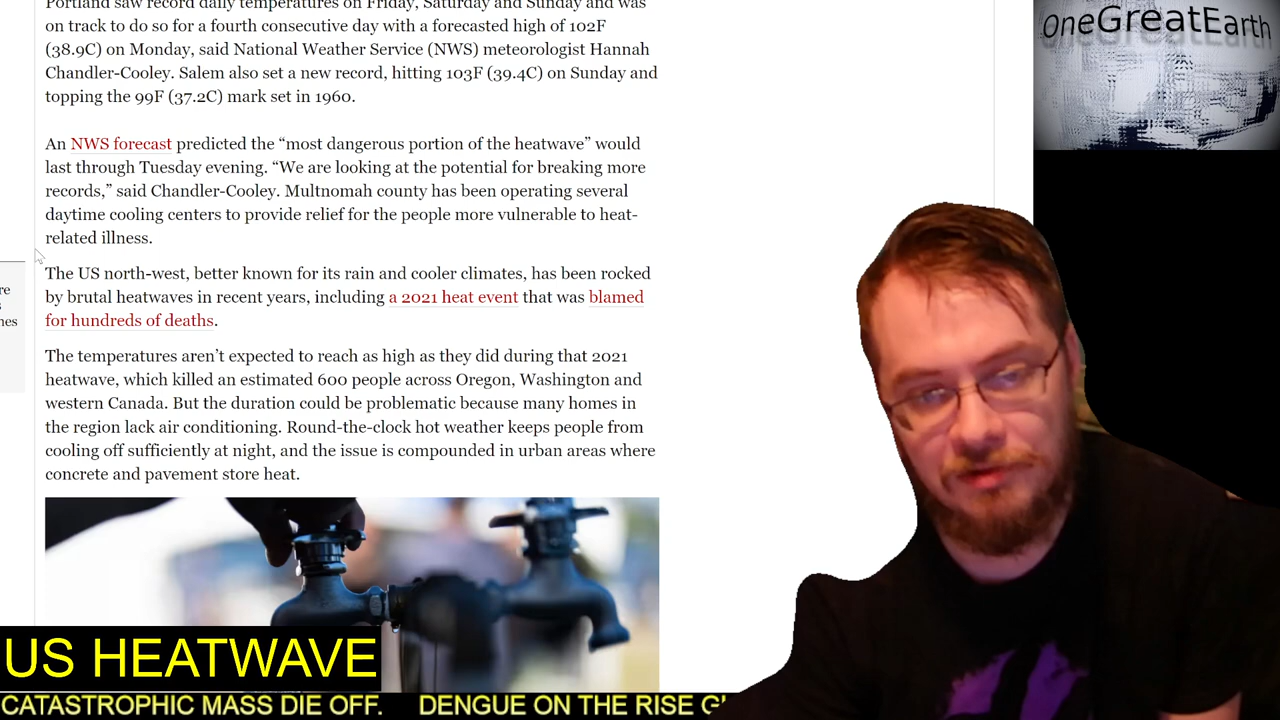 Portland saw record daily temperatures on Friday, Saturday and Sunday and was
on track to do so for a fourth consecutive day with a forecasted high of 102F
(38.9C) on Monday, said National Weather Service (NWS) meteorologist Hannah
Chandler-Cooley. Salem also set a new record, hitting 103F (39.4C) on Sunday and
topping the 99F (37.2C) mark set in 1960.
An NWS forecast predicted the “most dangerous portion of the heatwave” would
last through Tuesday evening. “We are looking at the potential for breaking more
records,” said Chandler-Cooley. Multnomah county has been operating several
daytime cooling centers to provide relief for the people more vulnerable to heat-
related illness.
The US north-west, better known for its rain and cooler climates, has been rocked
by brutal heatwaves in recent years, including a 2021 heat event that was blamed
for hundreds of deaths.
The temperatures aren’t expected to reach as high as they did during that 2021
heatwave, which killed an estimated 600 people across Oregon, Washington and
western Canada. But the duration could be problematic because many homes in
the region lack air conditioning. Round-the-clock hot weather keeps people from
cooling off sufficiently at night, and the issue is compounded in urban areas where
concrete and pavement store heat.
OneGreatEarth
US HEATWAVE
CATASTROPHIC MASS DIE OFF. DENGUE ON THE RISE